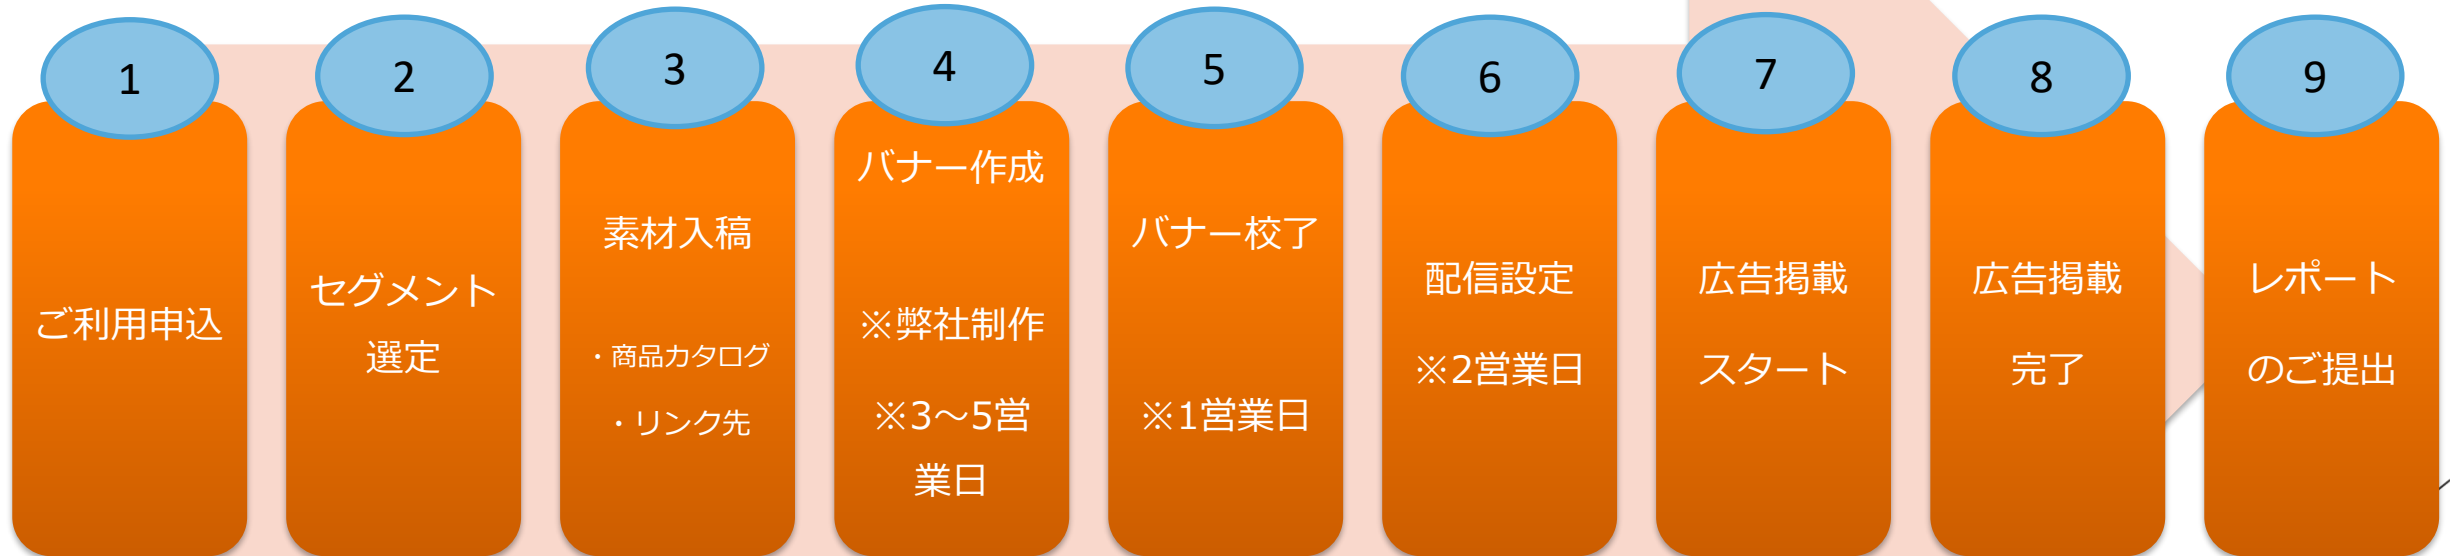 1
ご利用申込
2
セグメント
選定
3
素材入稿
・商品カタログ
・リンク先
4
バナー作成
※弊社制作
※3～5営
業日
5
バナー校了
※1営業日
6
配信設定
※2営業日
7
広告掲載
スタート
8
広告掲載
完了
9
レポート
のご提出